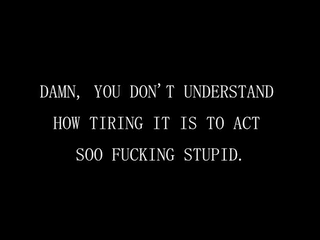 DAMN, YOU DON'T UNDERSTAND
HOW TIRING IT IS TO ACT
SOO FUCKING STUPID.